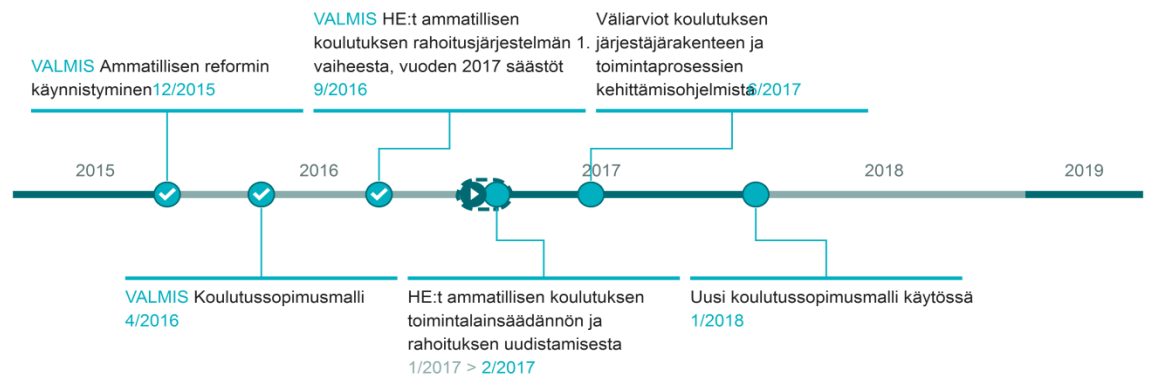 VALMIS Ammatillisen reformin
käynnistyminen12/2015
VALMIS HE:t ammatillisen
koulutuksen rahoitusjärjestelmän 1.
vaiheesta, vuoden 2017 säästöt
9/2016
Väliarviot koulutuksen
järjestäjärakenteen ja
toimintaprosessien
kehittämisohjelmista6/2017
2015
2016
2017
2018
2019
VALMIS Koulutussopimusmalli
4/2016
HE:t ammatillisen koulutuksen
toimintalainsäädännön ja
rahoituksen uudistamisesta
1/2017 > 2/2017
Uusi koulutussopimusmalli käytössä
1/2018